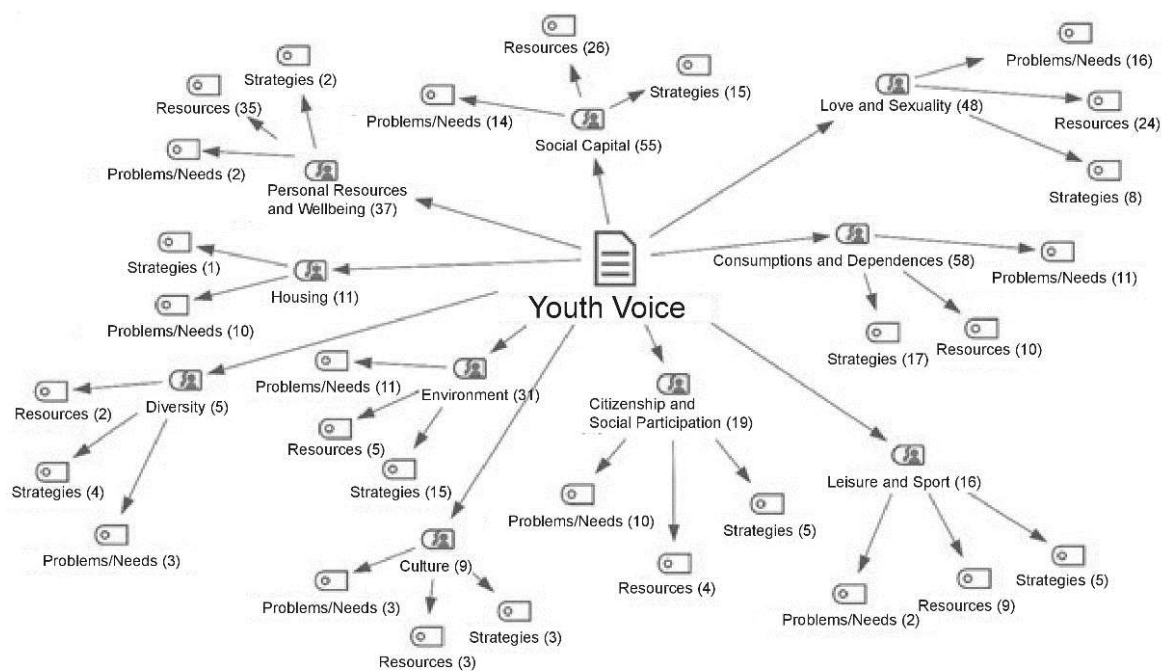 Resources (26)
Strategies (2)
Strategies (15)
Problems/Needs (16)
Resources (35)
Problems/Needs (14)
Love and Sexuality (48)
Resources (24)
Social Capital (55)
Problems/Needs (2)
Personal Resources
and Wellbeing (37)
Strategies (8)
Strategies (1)
Housing (11)
Problems/Needs (10)
Consumptions and Dependences (58)
Problems/Needs (11)
Strategies (17)
Resources (10)
Youth Voice
Problems/Needs (11)
Environment (31)
Resources (5)
Strategies (15)
Resources (2)
Diversity (5)
Strategies (4)
Problems/Needs (3)
Citizenship and
Social Participation (19)
Problems/Needs (10)
Strategies (5)
Resources (4)
Leisure and Sport (16)
Strategies (5)
Resources (9)
Problems/Needs (2)
Culture (9)
Problems/Needs (3)
Strategies (3)
Resources (3)